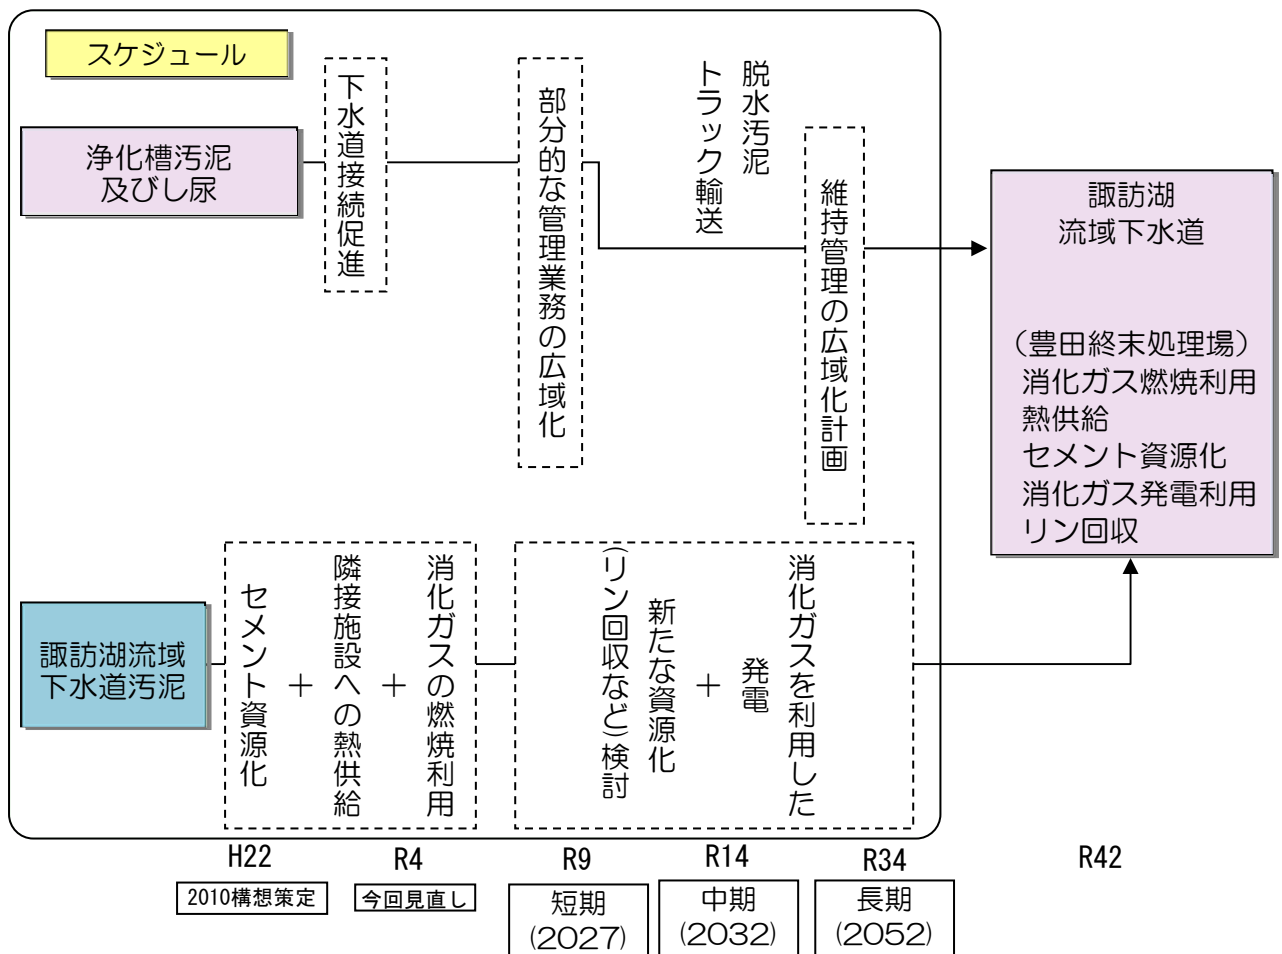 スケジュール
浄化槽汚泥
及びし尿
下水道接続促進
部分的な管理業務の広域化
脱水汚泥
トラック輸送
維持管理の広域化計画
諏訪湖
流域下水道
（豊田終末処理場）
消化ガス燃焼利用
熱供給
セメント資源化
消化ガス発電利用
リン回収
諏訪湖流域
下水道汚泥
セメント資源化
＋
隣接施設への熱供給
＋
消化ガスの燃焼利用
新たな資源化
（リン回収など）検討
＋
消化ガスを利用した
発電
H22
R4
R9
R14
R34
R42
2010構想策定
今回見直し
短期
(2027)
中期
(2032)
長期
(2052)